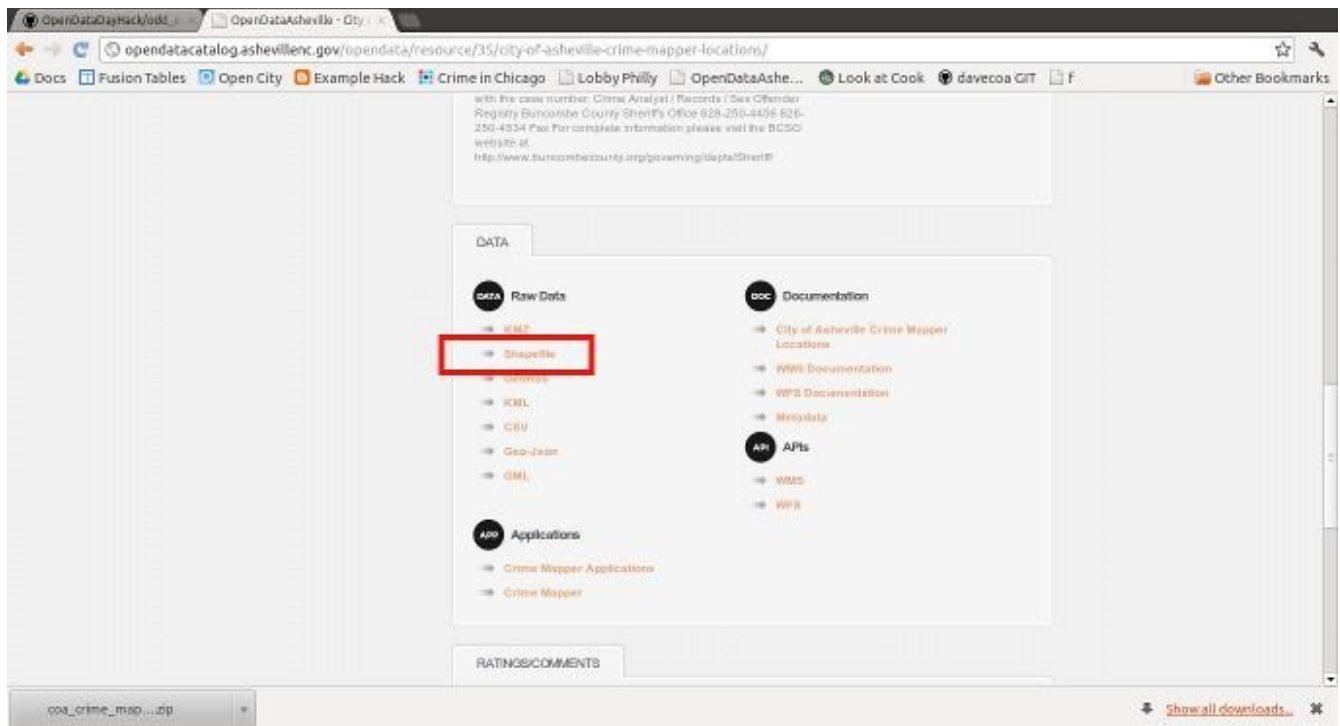 OpenDataDayHack/odd_
OpenDataAsheville - City
opendatacatalog.ashevillenc.gov/opendata/resource/35/city-of-asheville-crime-mapper-locations/
Docs Fusion Tables Open City Example Hack Crime in Chicago Lobby Philly OpenDataAshe... Look at Cook davecoa GIT f Other Bookmarks
with the case number. Crime Analyst / Records / Sex Offender
Registry Buncombe County Sheriff's Office 828-250-4456 828-
250-4534 Fax For complete information please visit the BCSO
website at
http://www.buncombecounty.org/governing/depts/Sheriff/
DATA
DATA Raw Data
KMZ
Shapefile
GeoRSS
KML
CSV
Geo-Json
GML
APP Applications
Crime Mapper Applications
Crime Mapper
DOC Documentation
City of Asheville Crime Mapper
Locations
WMS Documentation
WFS Documentation
Metadata
API APIs
WMS
WFS
RATINGS/COMMENTS
coa_crime_map....zip
Show all downloads...